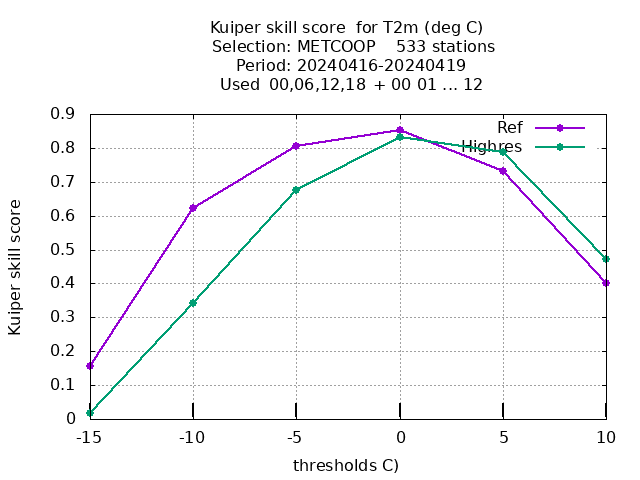 Kuiper skill score  for T2m (deg C)
Selection: METCOOP    533 stations
Period: 20240416-20240419
Used  00,06,12,18  + 00 01 ... 12
Ref
Highres
0.9
0.8
0.7
0.6
0.5
0.4
0.3
0.2
0.1
0
Kuiper skill score
-15 -10 -5 0 5 10
thresholds C)